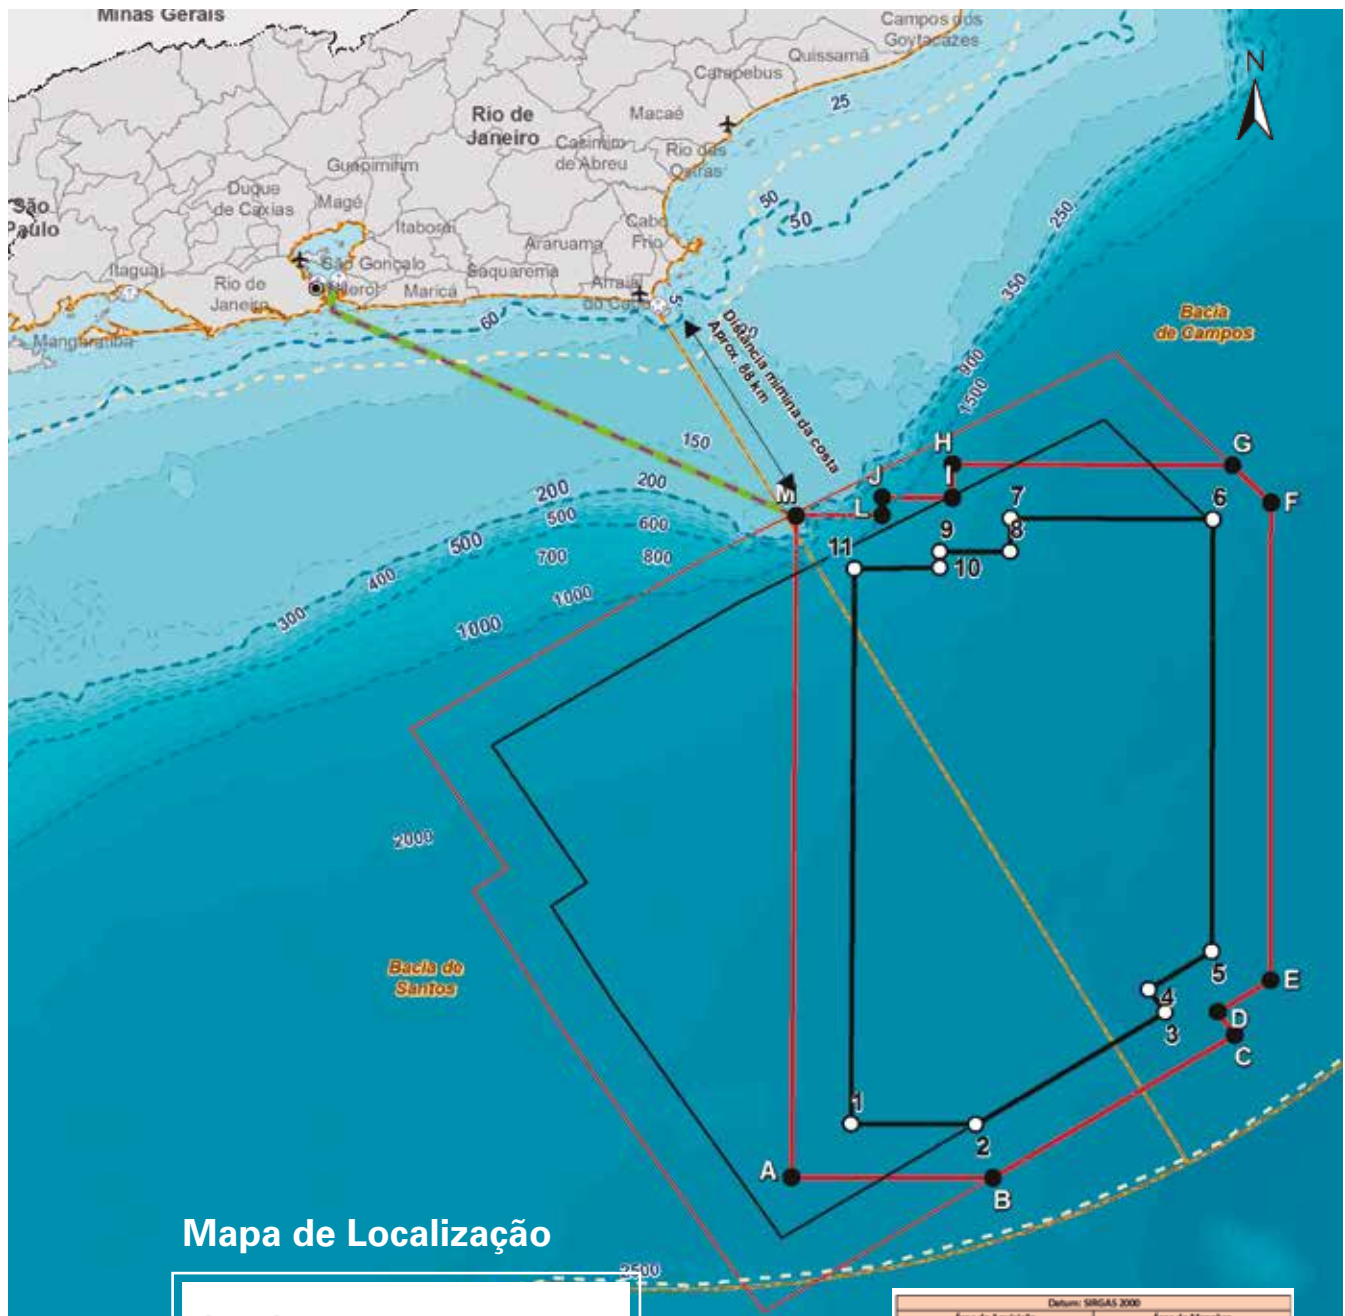 Minas Gerais
Campos dos
Goytacazes
Quissamã
Carapebus
N
25
Macaé
Rio de
Janeiro
Casimiro
de Abreu
Rio das
Ostras
Guapimirim
Duque
de Caxias
Magé
São
Paulo
50
50
250
Itaboraí
Cabo
Frio
Araruama
São Gonçalo
Saquarema
Itaguaí
Rio de
Janeiro
Niterói
Maricá
Arraial
do Cabo
350
Mangaratiba
60
Bacia
de Campos
Distância mimina da costa
Aprox. 68 km
900
1500
150
H
G
J
I
F
M
L
200
200
500
600
500
700
800
400
300
1000
1000
7
6
9
8
11
10
2000
Bacia de
Santos
5
E
4
D
3
C
1
2
A
B
Mapa de Localização
2500
Datum: SIRGAS 2000